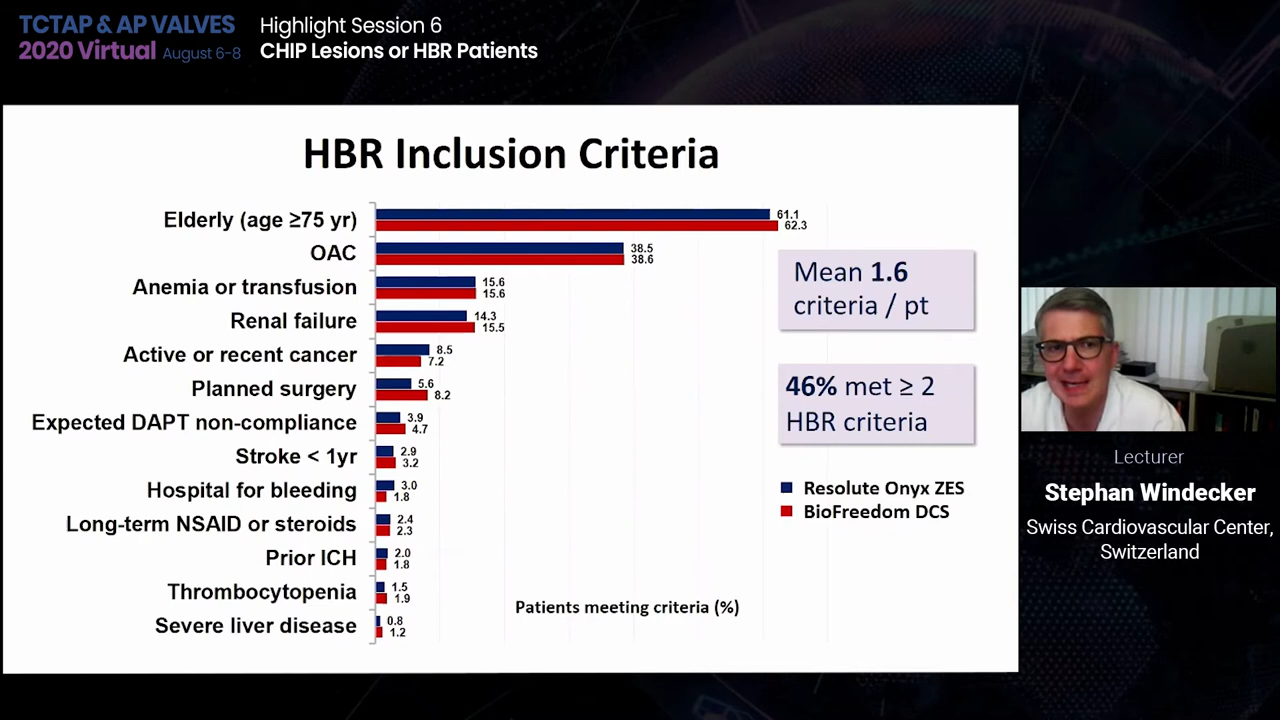 TCTAP & AP VALVES
2020 Virtual August 6-8
Highlight Session 6
CHIP Lesions or HBR Patients
HBR Inclusion Criteria
Elderly (age ≥75 yr)
61.1
62.3
OAC
38.5
38.6
Anemia or transfusion
15.6
15.6
Renal failure
14.3
15.5
Active or recent cancer
8.5
7.2
Planned surgery
5.6
8.2
Expected DAPT non-compliance
3.9
4.7
Stroke < 1yr
2.9
3.2
Hospital for bleeding
3.0
1.8
Long-term NSAID or steroids
2.4
2.3
Prior ICH
2.0
1.8
Thrombocytopenia
1.5
1.9
Severe liver disease
0.8
1.2
Patients meeting criteria (%)
Mean 1.6
criteria / pt
46% met ≥ 2
HBR criteria
Resolute Onyx ZES
BioFreedom DCS
Lecturer
Stephan Windecker
Swiss Cardiovascular Center,
Switzerland